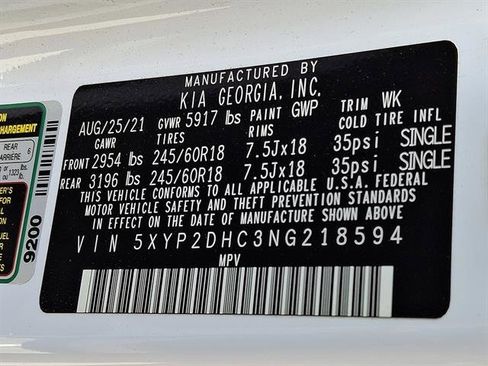 MANUFACTURED BY
KIA GEORGIA, INC.
AUG/25/21 GVWR 5917 lbs PAINT GWP TRIM WK
GAWR TIRES RIMS COLD TIRE INFL
FRONT 2954 lbs 245/60R18 7.5Jx18 35psi SINGLE
REAR 3196 lbs 245/60R18 7.5Jx18 35psi SINGLE
THIS VEHICLE CONFORMS TO ALL APPLICABLE U.S.A. FEDERAL
MOTOR VEHICLE SAFETY AND THEFT PREVENTION STANDARDS
IN EFFECT ON THE DATE OF MANUFACTURE SHOWN ABOVE
VIN 5XYP2DHC3NG218594
MPV
REAR 6
9200